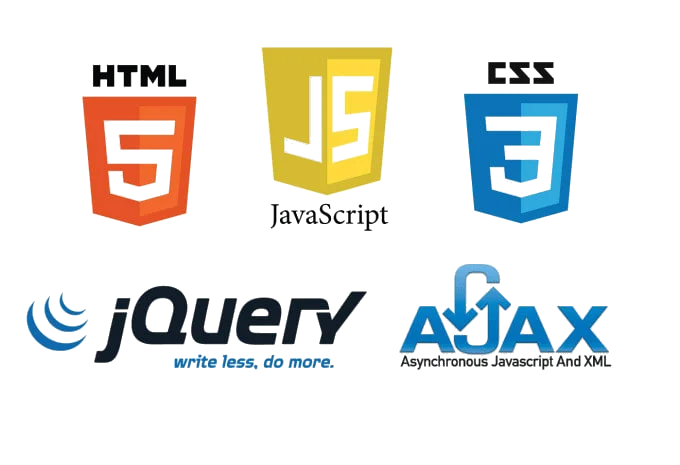 HTML
5
JS
JavaScript
CSS
3
jQuery
write less, do more.
AJAX
Asynchronous Javascript And XML